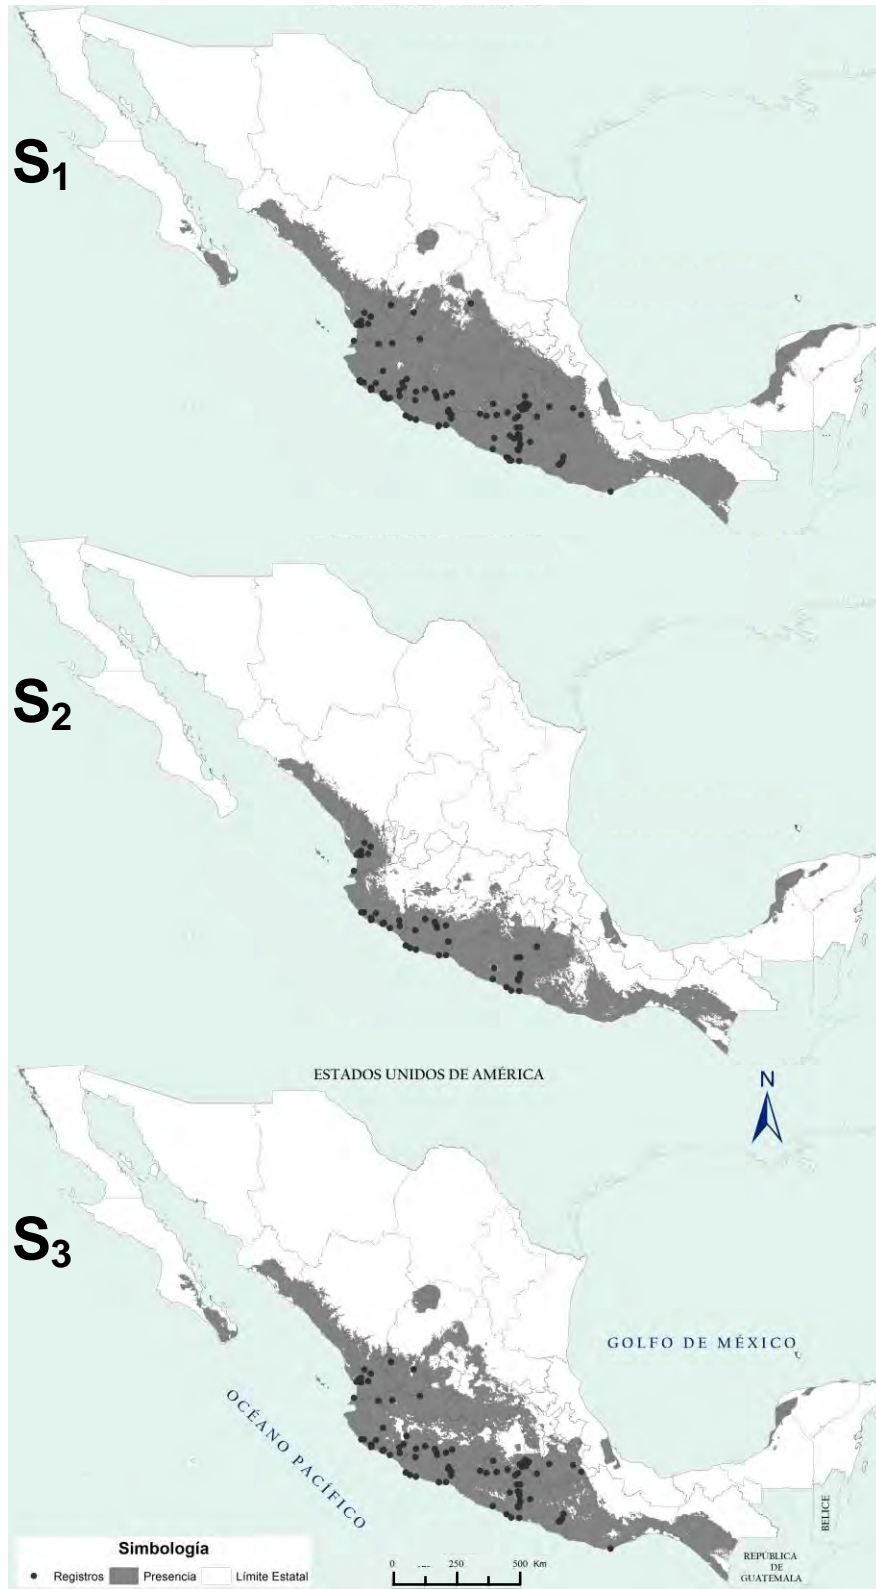 S1
S2
ESTADOS UNIDOS DE AMÉRICA
N
S3
GOLFO DE MÉXICO
OCÉANO PACÍFICO
BELICE
REPÚBLICA
DE
GUATEMALA
Simbología
Registros Presencia Límite Estatal
0 250 500 Km